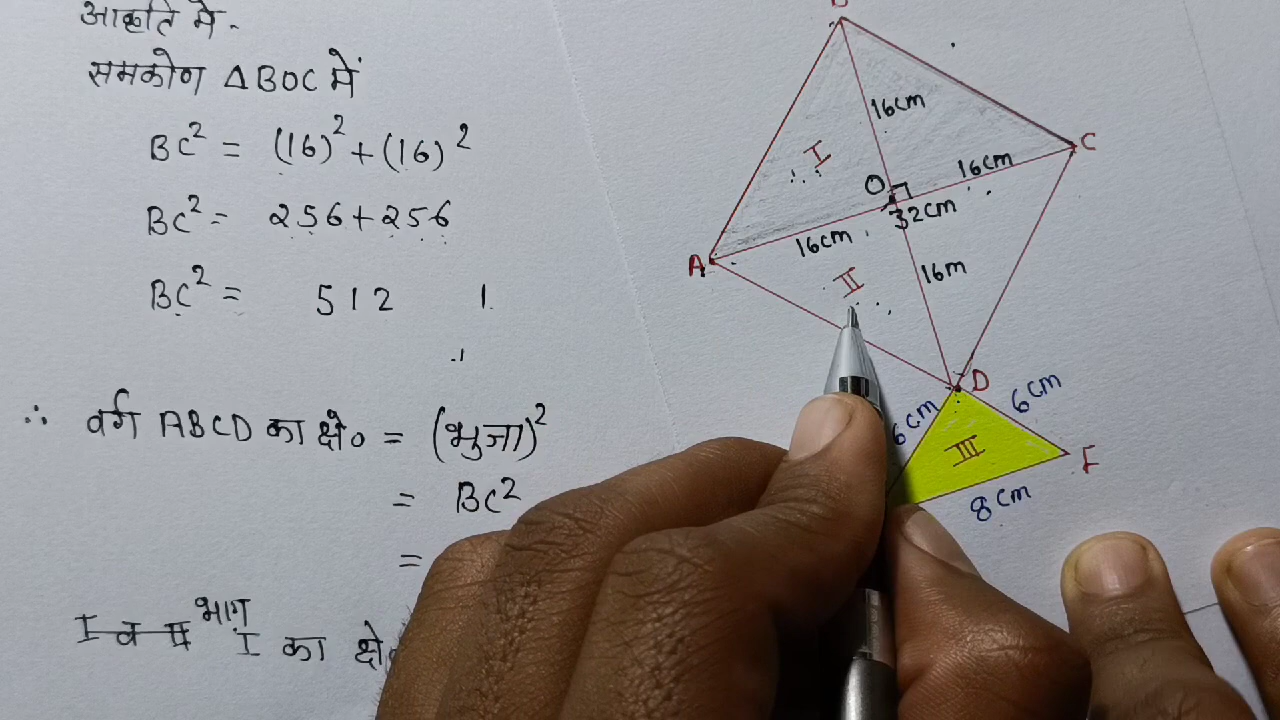 आकृति में -
समकोण ΔBOC में
BC² = (16)² + (16)²
BC² = 256 + 256
BC² = 512
∴ वर्ग ABCD का क्षे० = (भुजा)²
= BC²
=
I व II भाग I का क्षे०
16cm
C
I
O
16cm
32cm
16cm
A
II
16m
D
6cm
6cm
III
8cm